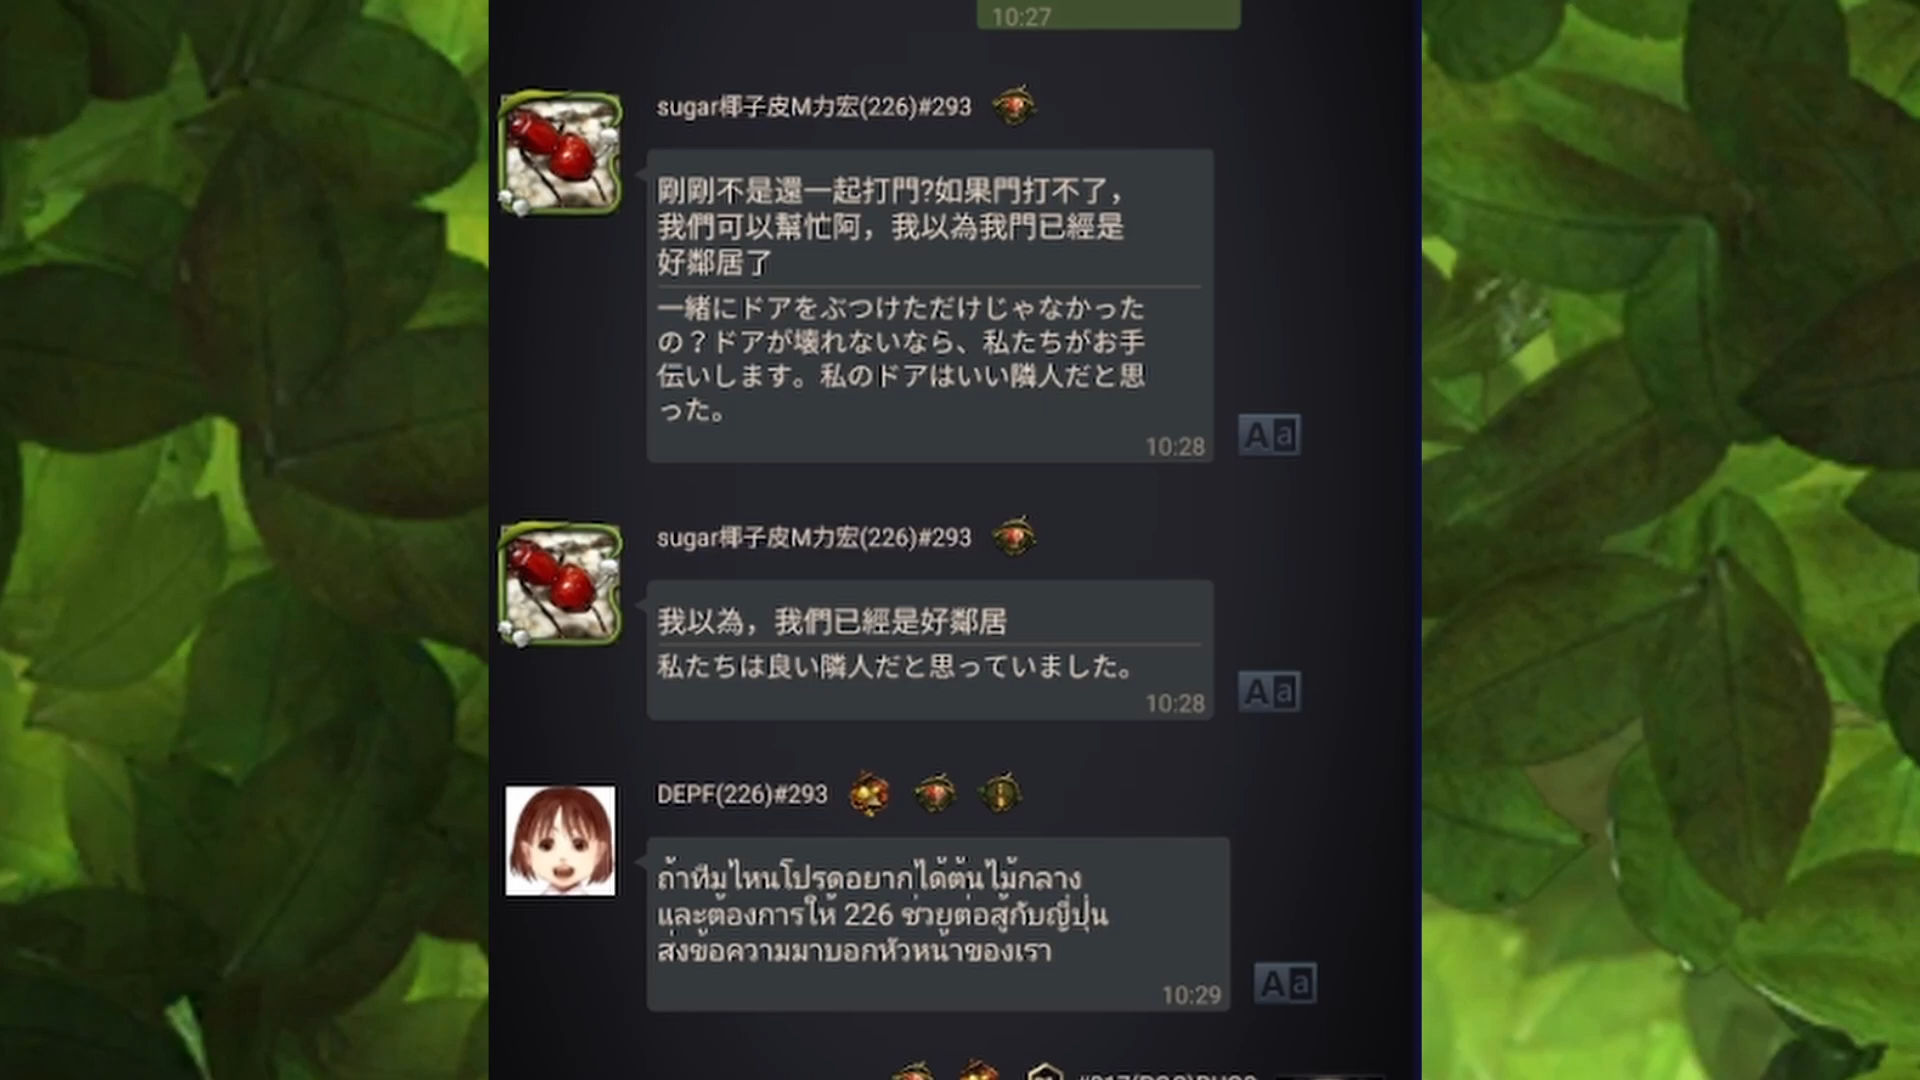 10:27
sugar椰子皮M力宏(226)#293
剛剛不是還一起打門?如果門打不了，
我們可以幫忙阿，我以為我門已經是
好鄰居了
一緒にドアをぶつけただけじゃなかった
の？ドアが壊れないなら、私たちがお手
伝いします。私のドアはいい隣人だと思
った。
10:28
Aa
sugar椰子皮M力宏(226)#293
我以為，我們已經是好鄰居
私たちは良い隣人だと思っていました。
10:28
Aa
DEPF(226)#293
ถ้าทีมไหนโปรดอยากได้ต้นไม้กลาง
และต้องการให้ 226 ช่วยต่อสู้กับญี่ปุ่น
ส่งข้อความมาบอกหัวหน้าของเรา
10:29
Aa